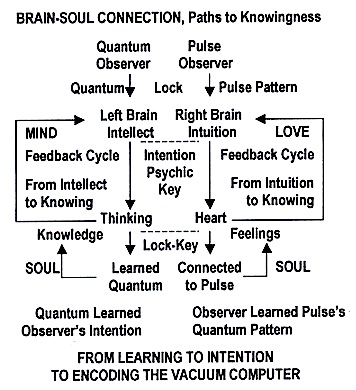 BRAIN-SOUL CONNECTION, Paths to Knowingness
Quantum Observer
Pulse Observer
Quantum Lock Pulse Pattern
Left Brain Intellect
Right Brain Intuition
MIND
LOVE
Feedback Cycle
Intention Psychic Key
Feedback Cycle
From Intellect to Knowing
From Intuition to Knowing
Thinking
Heart
Knowledge
Lock-Key
Feelings
SOUL
Learned Quantum
Connected to Pulse
SOUL
Quantum Learned Observer's Intention
Observer Learned Pulse's Quantum Pattern
FROM LEARNING TO INTENTION
TO ENCODING THE VACUUM COMPUTER